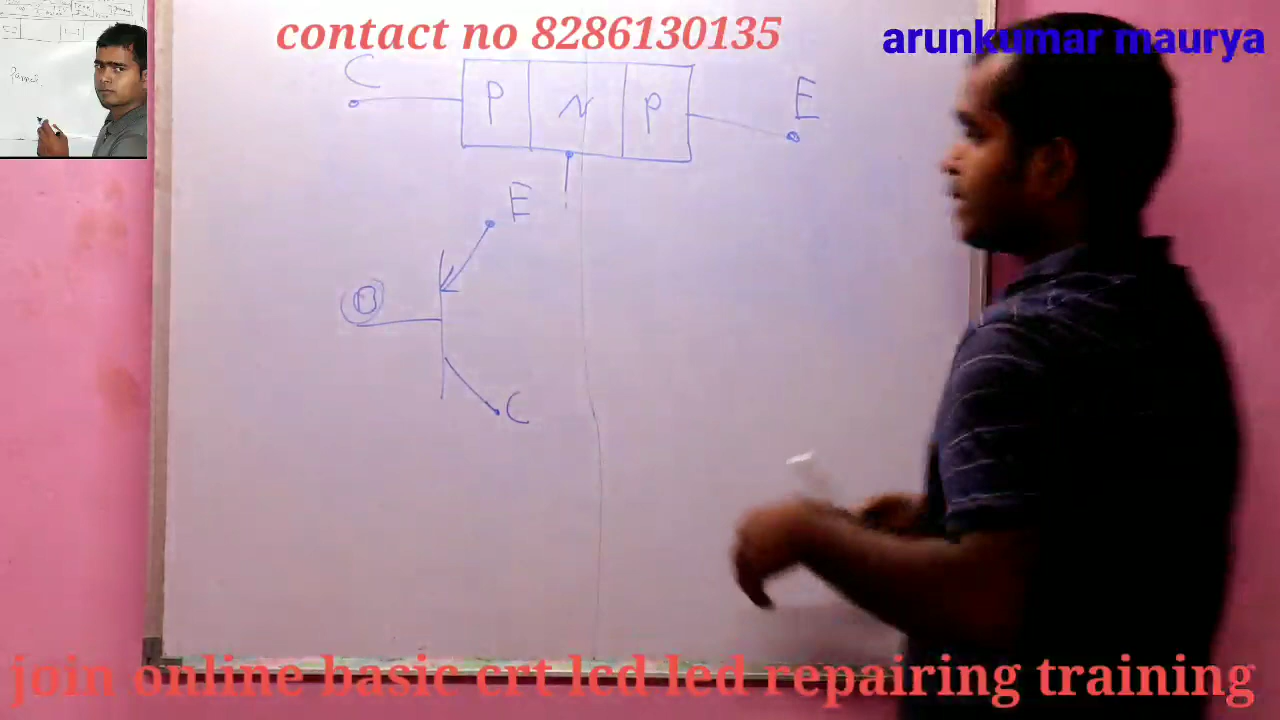 contact no 8286130135
arunkumar maurya
C
P N P
E
E
B
C
join online basic crt lcd led repairing training